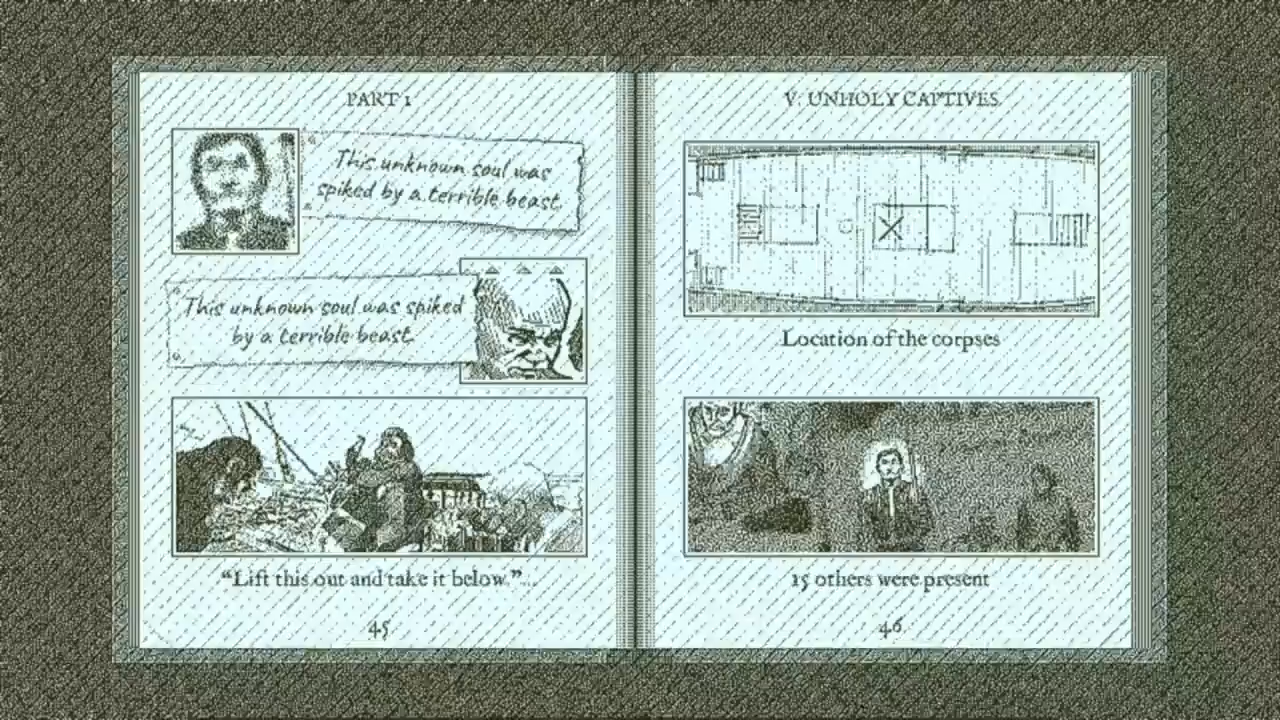 PART 1
This unknown soul was
spiked by a terrible beast.
This unknown soul was spiked
by a terrible beast.
"Lift this out and take it below."...
45
V. UNHOLY CAPTIVES
Location of the corpses
15 others were present
46